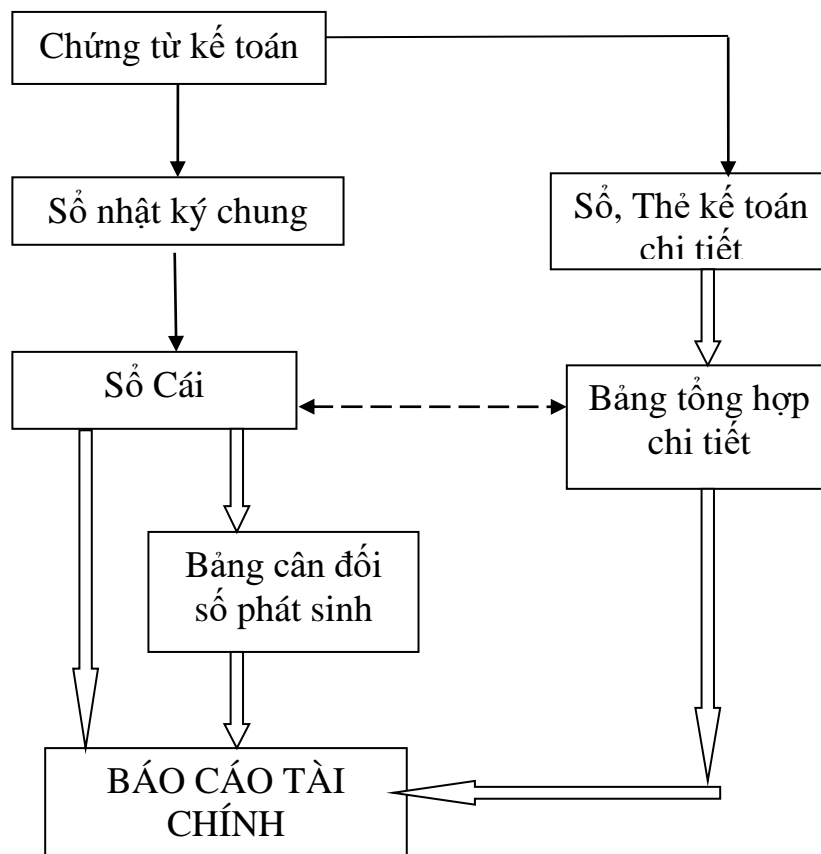 Chứng từ kế toán
Sổ nhật ký chung
Sổ, Thẻ kế toán
chi tiết
Sổ Cái
Bảng tổng hợp
chi tiết
Bảng cân đối
số phát sinh
BÁO CÁO TÀI
CHÍNH